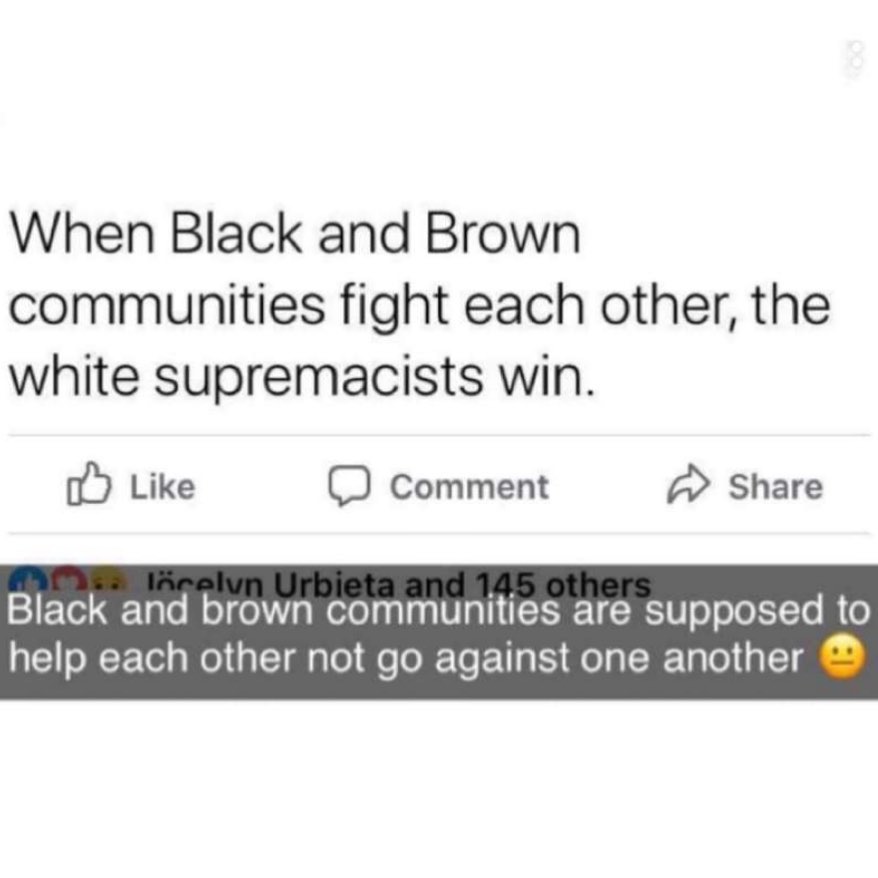 When Black and Brown
communities fight each other, the
white supremacists win.
Like Comment Share
Urbieta and 145 others
Black and brown communities are supposed to
help each other not go against one another 😐